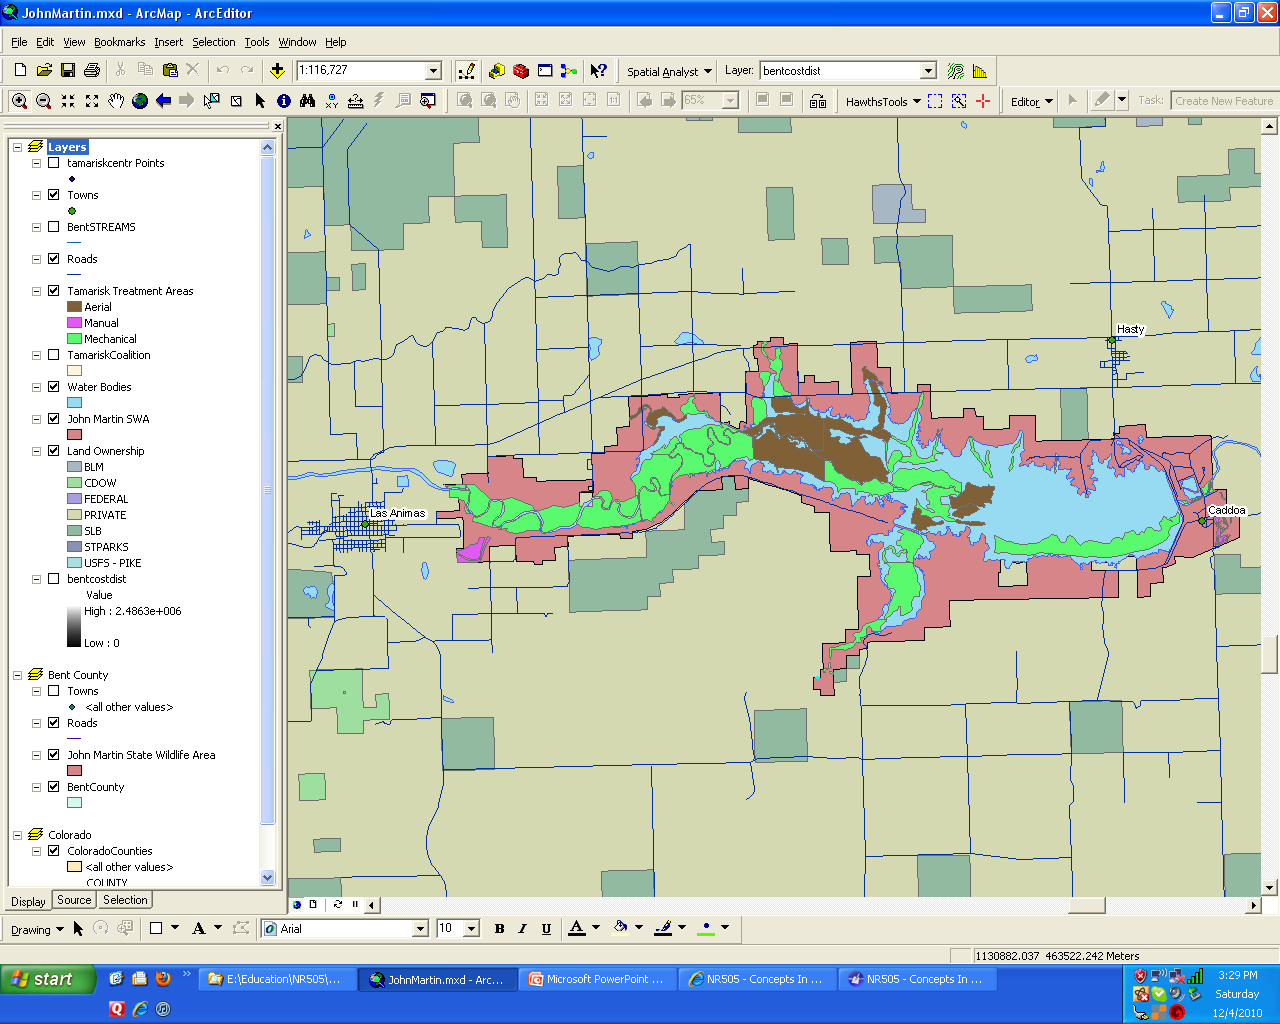 JohnMartin.mxd - ArcMap - ArcEditor
File Edit View Bookmarks Insert Selection Tools Window Help
1:116,727 Spatial Analyst Layer: bentcostdist
65% HawthsTools Editor Task: Create New Feature
Layers
tamariskcentr Points
Towns
BentSTREAMS
Roads
Tamarisk Treatment Areas
Aerial
Manual
Mechanical
TamariskCoalition
Water Bodies
John Martin SWA
Land Ownership
BLM
CDOW
FEDERAL
PRIVATE
SLB
STPARKS
USFS - PIKE
bentcostdist
Value
High : 2.4863e+006
Low : 0
Bent County
Towns
<all other values>
Roads
John Martin State Wildlife Area
BentCounty
Colorado
ColoradoCounties
<all other values>
COUNTY
Display Source Selection
Hasty
Las Animas
Caddoa
Drawing A Arial 10 B I U A
1130882.037 463522.242 Meters
start E:\Education\NR505\... JohnMartin.mxd - Arc... Microsoft PowerPoint ... NR505 - Concepts In ... NR505 - Concepts In ...
3:29 PM
Saturday
12/4/2010